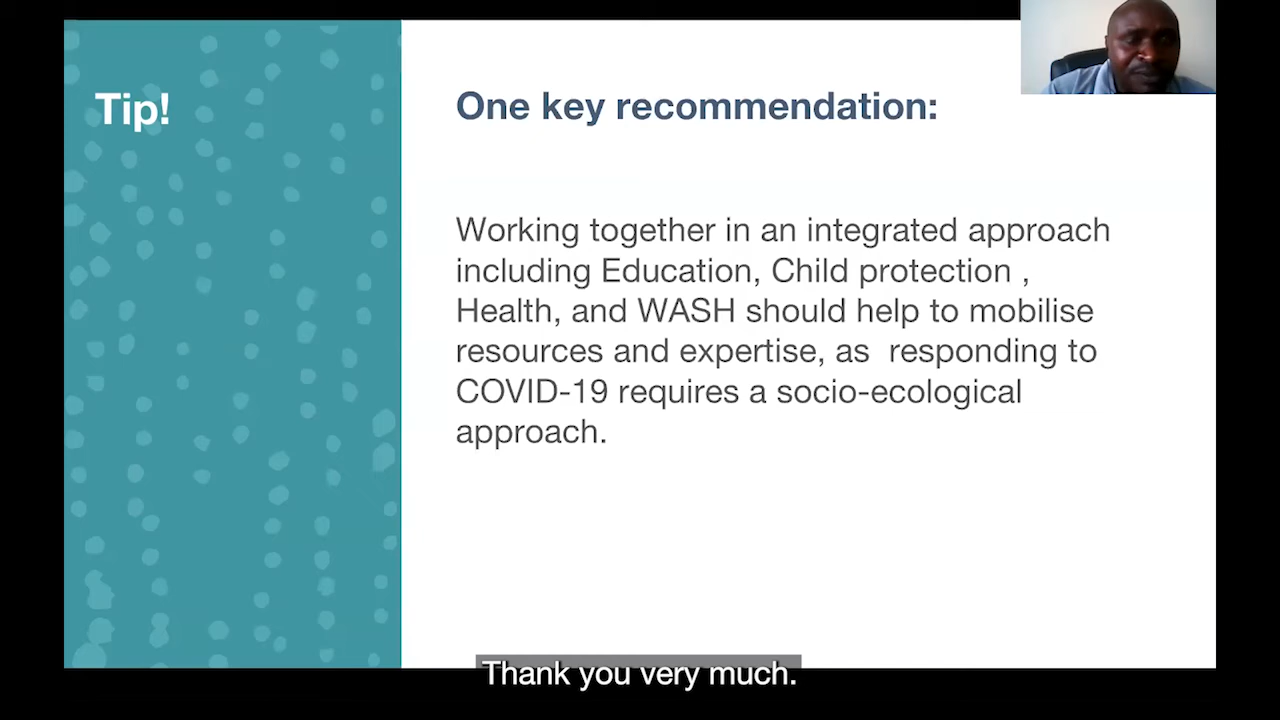 Tip!
One key recommendation:
Working together in an integrated approach
including Education, Child protection ,
Health, and WASH should help to mobilise
resources and expertise, as  responding to
COVID-19 requires a socio-ecological
approach.
Thank you very much.